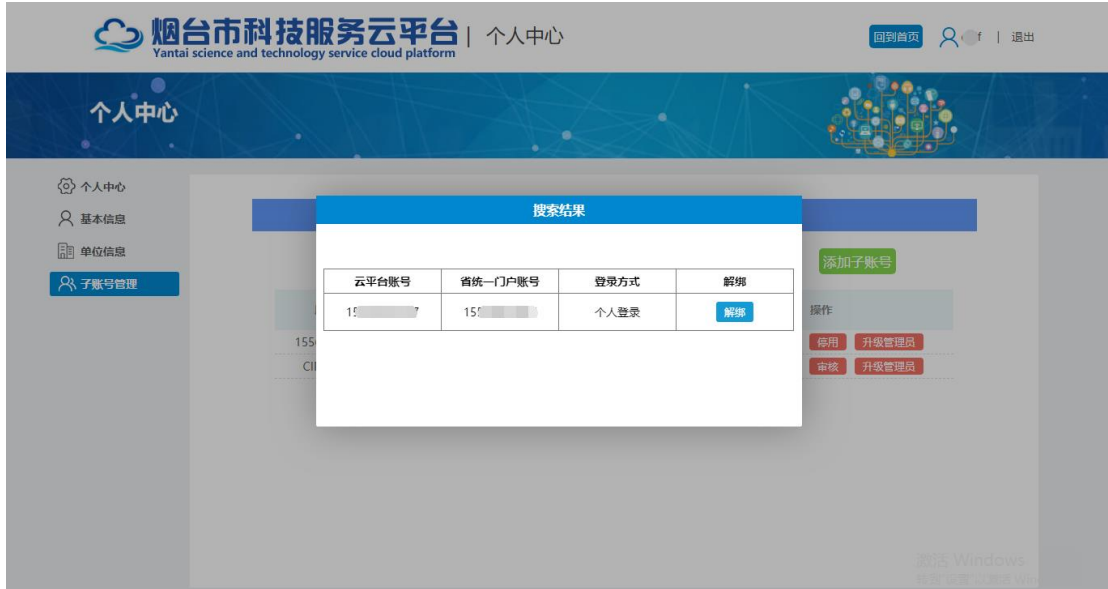 烟台市科技服务云平台 | 个人中心
Yantai science and technology service cloud platform
回到首页 f | 退出
个人中心
个人中心
基本信息
单位信息
子账号管理
搜索结果
添加子账号
云平台账号 省统一门户账号 登录方式 解绑
15 7 155 个人登录 解绑
操作
155
停用 升级管理员
CI
审核 升级管理员
激活 Windows